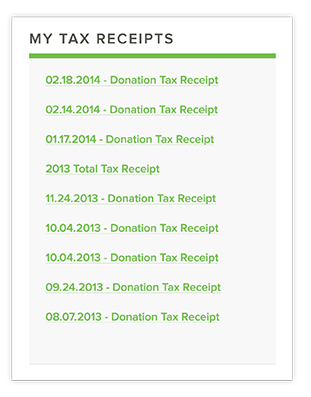 MY TAX RECEIPTS
02.18.2014 - Donation Tax Receipt
02.14.2014 - Donation Tax Receipt
01.17.2014 - Donation Tax Receipt
2013 Total Tax Receipt
11.24.2013 - Donation Tax Receipt
10.04.2013 - Donation Tax Receipt
10.04.2013 - Donation Tax Receipt
09.24.2013 - Donation Tax Receipt
08.07.2013 - Donation Tax Receipt